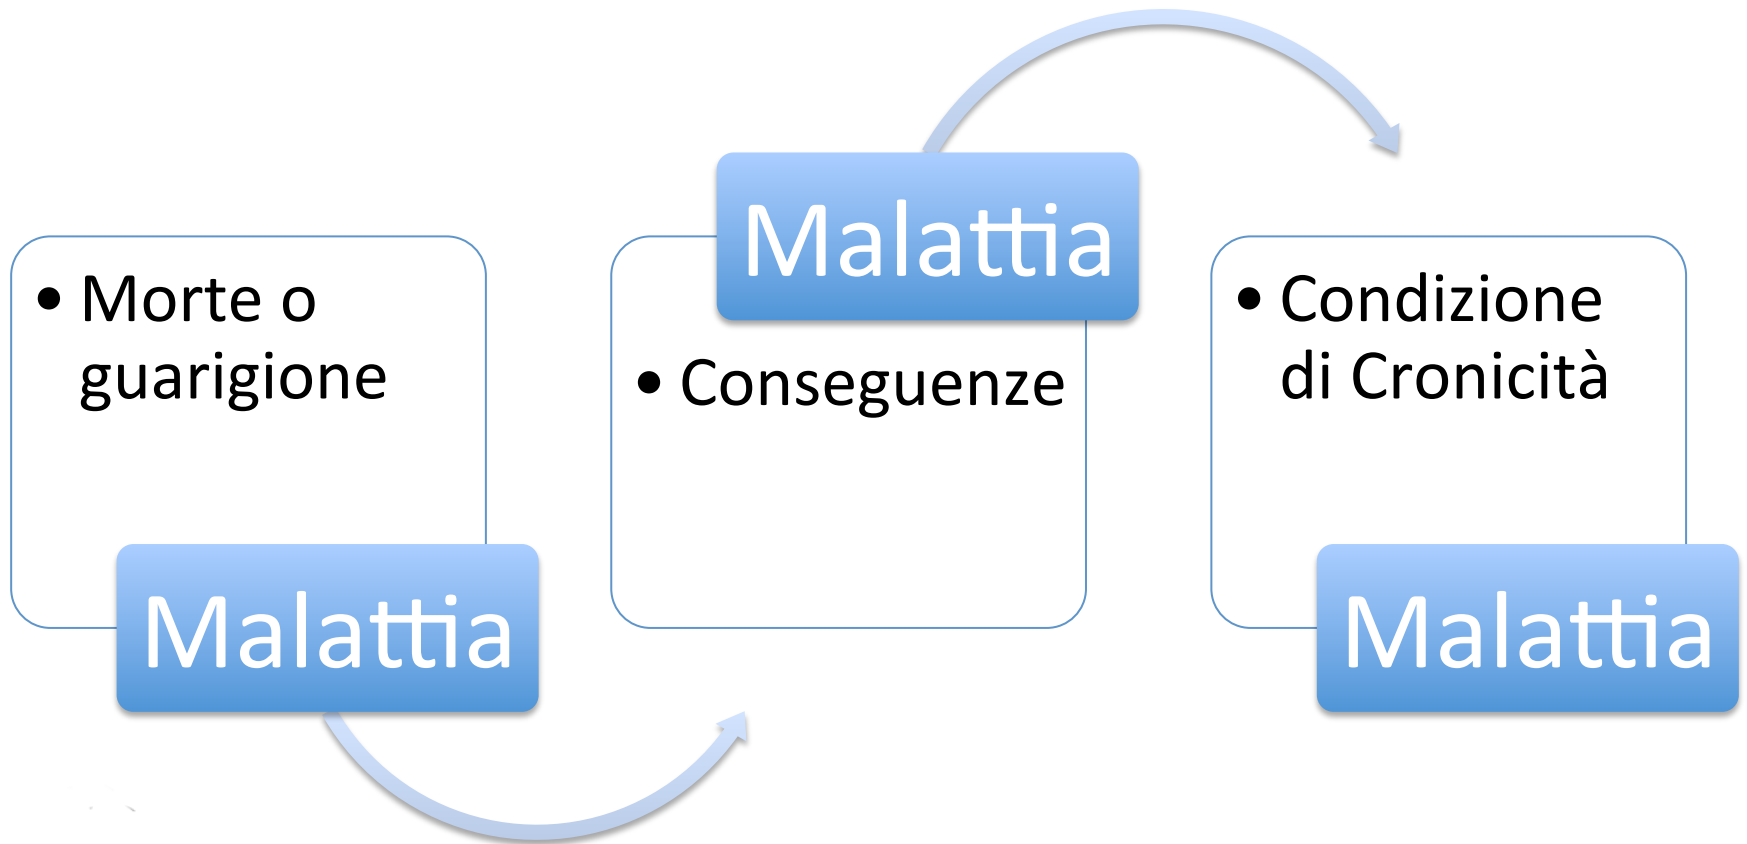 • Morte o
guarigione
Malattia
Malattia
• Conseguenze
• Condizione
di Cronicità
Malattia